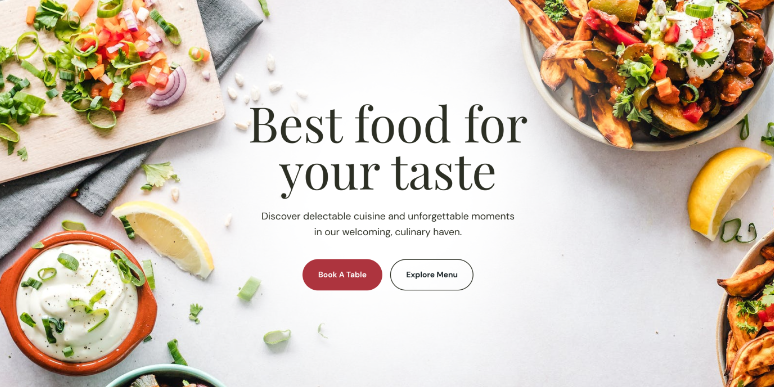 Best food for
your taste
Discover delectable cuisine and unforgettable moments
in our welcoming, culinary haven.
Book A Table
Explore Menu